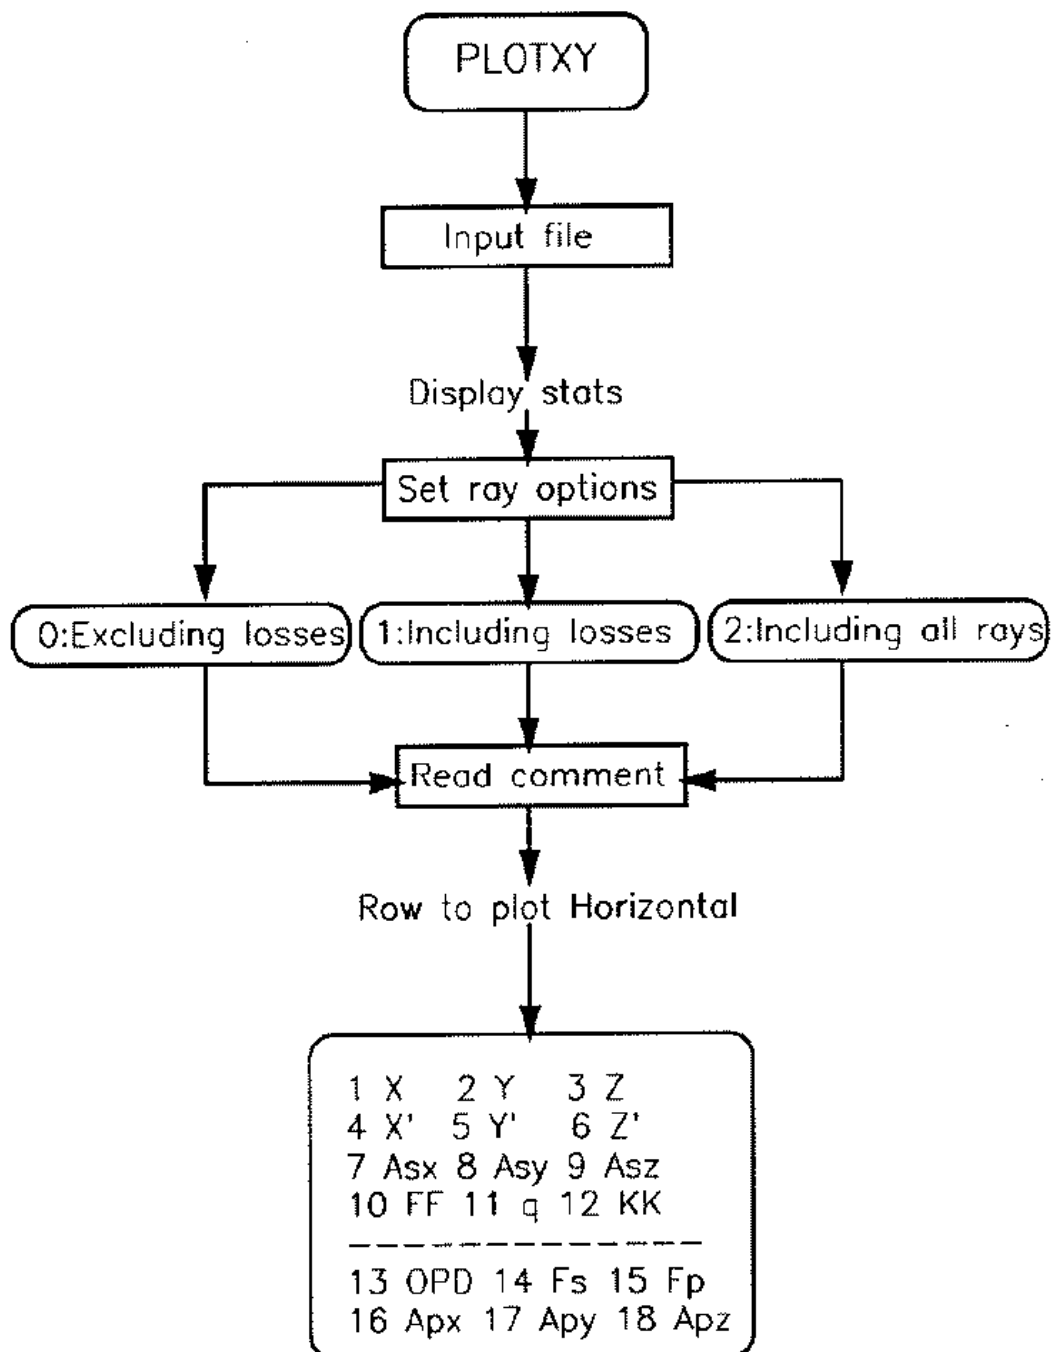 PLOTXY
Input file
Display stats
Set ray options
0:Excluding losses
1:Including losses
2:Including all rays
Read comment
Row to plot Horizontal
1 X 2 Y 3 Z
4 X' 5 Y' 6 Z'
7 Asx 8 Asy 9 Asz
10 FF 11 q 12 KK
13 OPD 14 Fs 15 Fp
16 Apx 17 Apy 18 Apz